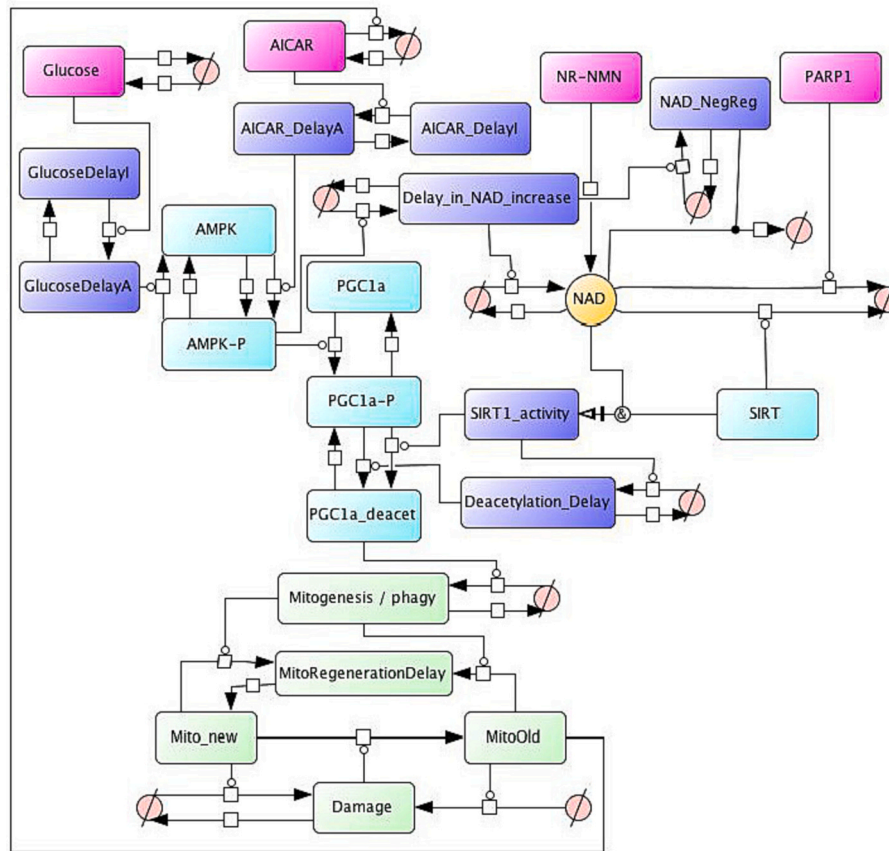 Glucose
AICAR
NR-NMN
NAD_NegReg
PARP1
AICAR_DelayA
AICAR_DelayI
GlucoseDelayI
Delay_in_NAD_increase
AMPK
GlucoseDelayA
PGC1a
NAD
AMPK-P
PGC1a-P
SIRT1_activity
&
SIRT
Deacetylation_Delay
PGC1a_deacet
Mitogenesis / phagy
MitoRegenerationDelay
Mito_new
MitoOld
Damage